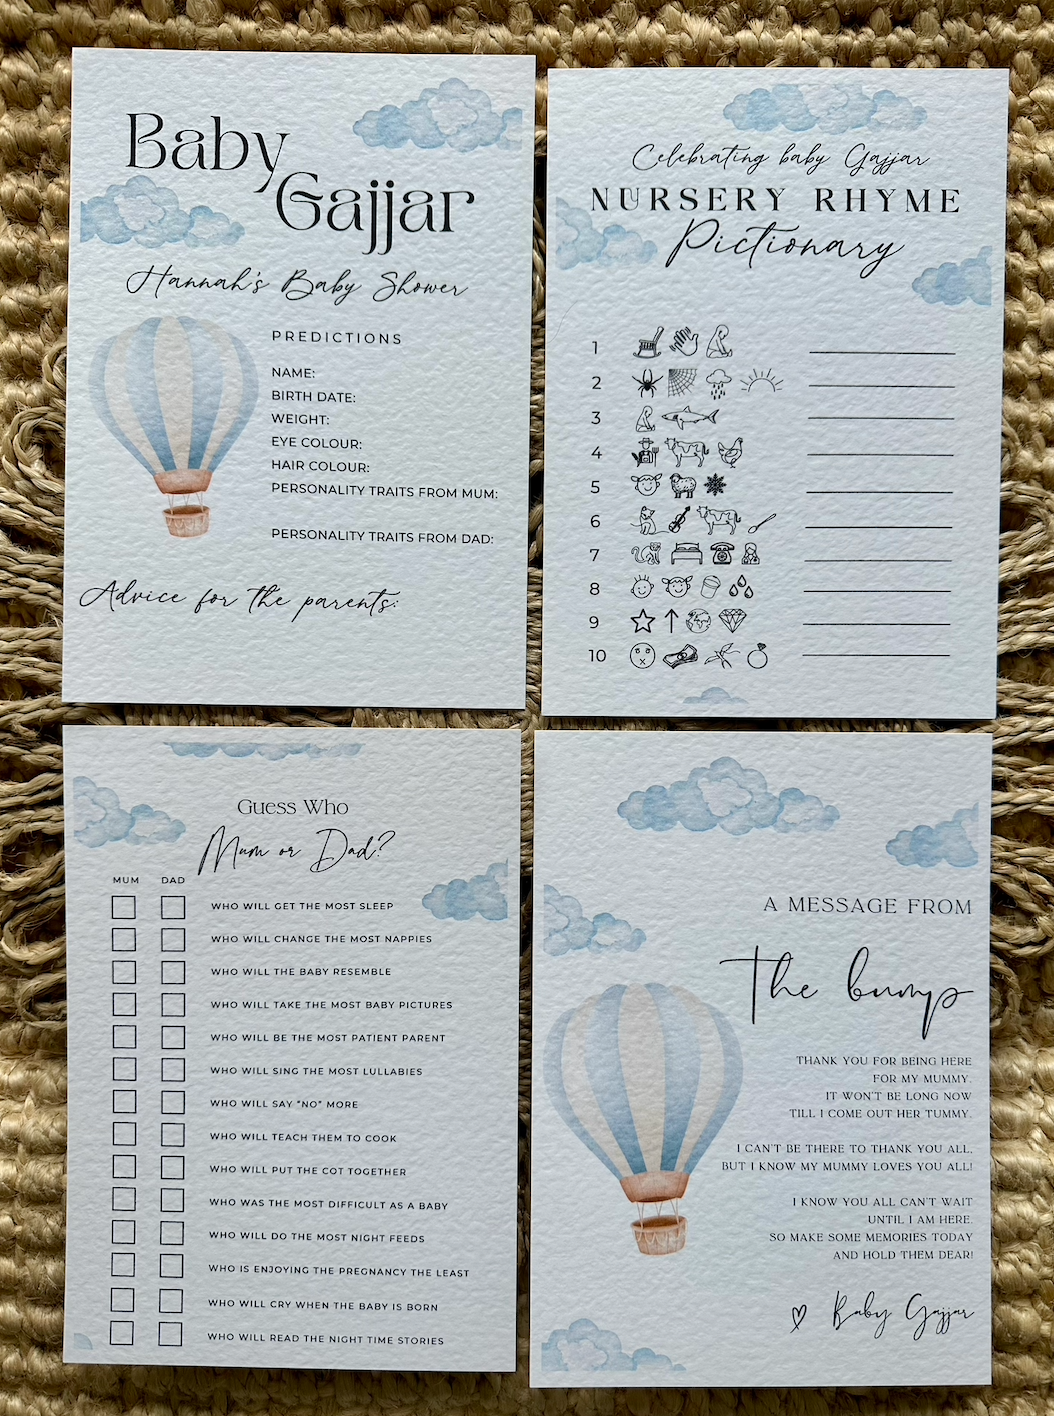 Baby
Gajjar
Hannah's Baby Shower
PREDICTIONS
NAME:
BIRTH DATE:
WEIGHT:
EYE COLOUR:
HAIR COLOUR:
PERSONALITY TRAITS FROM MUM:
PERSONALITY TRAITS FROM DAD:
Advice for the parents:
Celebrating baby Gajjar
NURSERY RHYME
Pictionary
1
2
3
4
5
6
7
8
9
10
Guess Who
Mum or Dad?
MUM DAD
WHO WILL GET THE MOST SLEEP
WHO WILL CHANGE THE MOST NAPPIES
WHO WILL THE BABY RESEMBLE
WHO WILL TAKE THE MOST BABY PICTURES
WHO WILL BE THE MOST PATIENT PARENT
WHO WILL SING THE MOST LULLABIES
WHO WILL SAY "NO" MORE
WHO WILL TEACH THEM TO COOK
WHO WILL PUT THE COT TOGETHER
WHO WAS THE MOST DIFFICULT AS A BABY
WHO WILL DO THE MOST NIGHT FEEDS
WHO IS ENJOYING THE PREGNANCY THE LEAST
WHO WILL CRY WHEN THE BABY IS BORN
WHO WILL READ THE NIGHT TIME STORIES
A MESSAGE FROM
The bump
THANK YOU FOR BEING HERE
FOR MY MUMMY.
IT WON'T BE LONG NOW
TILL I COME OUT HER TUMMY.
I CAN'T BE THERE TO THANK YOU ALL,
BUT I KNOW MY MUMMY LOVES YOU ALL!
I KNOW YOU ALL CAN'T WAIT
UNTIL I AM HERE.
SO MAKE SOME MEMORIES TODAY
AND HOLD THEM DEAR!
Baby Gajjar